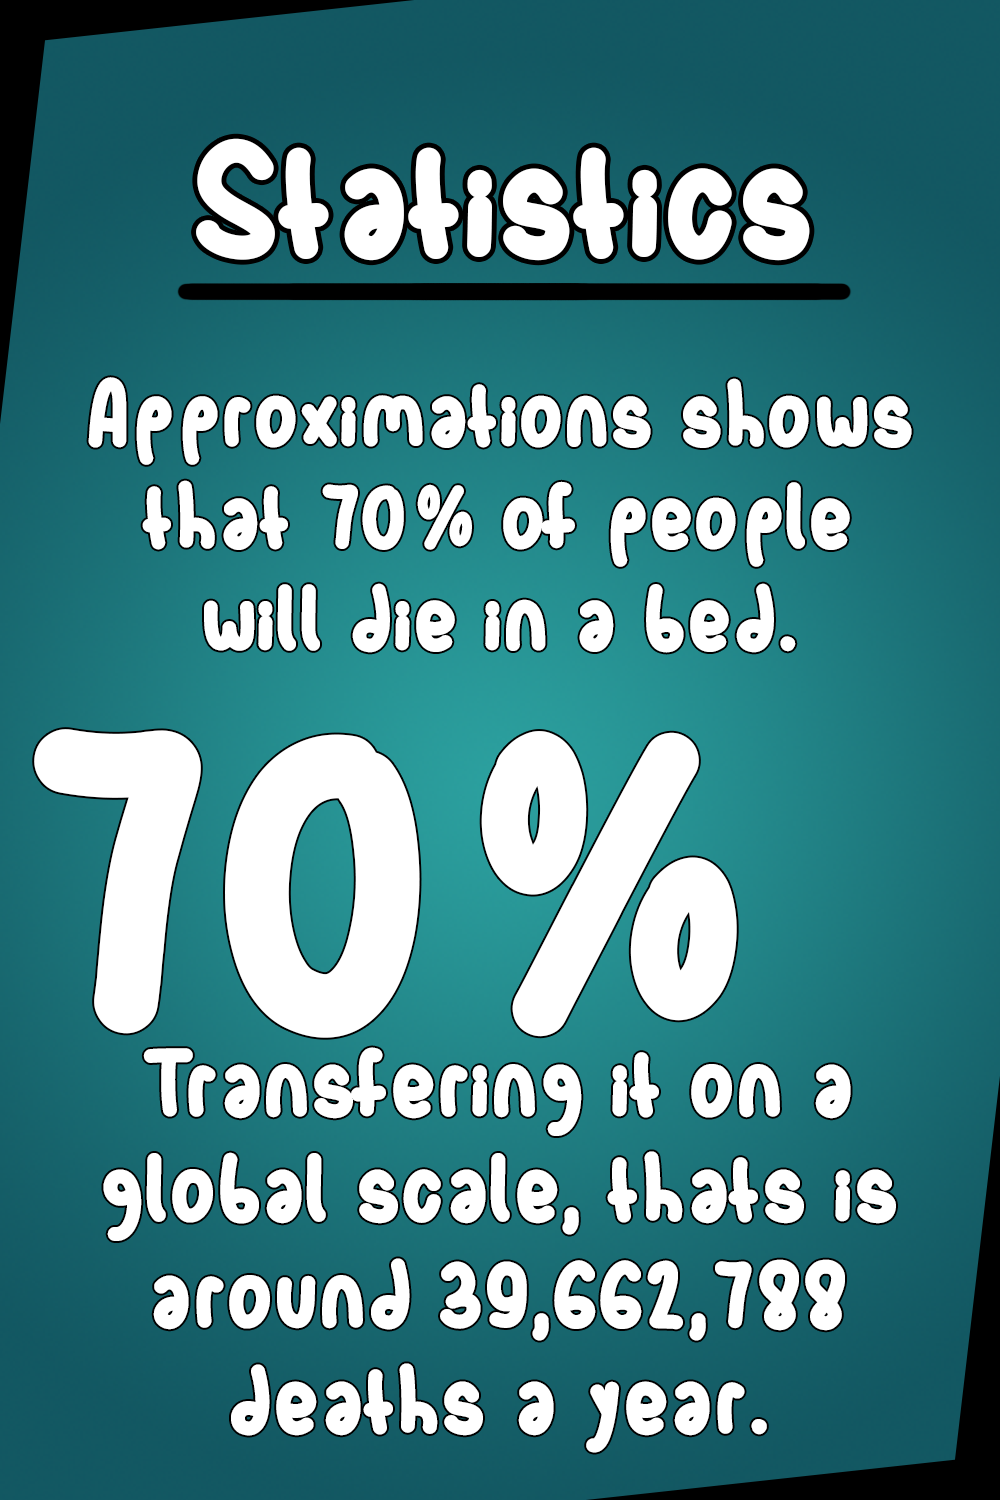 Statistics
Approximations shows
that 70% of people
will die in a bed.
70%
Transfering it on a
global scale, thats is
around 39,662,788
deaths a year.